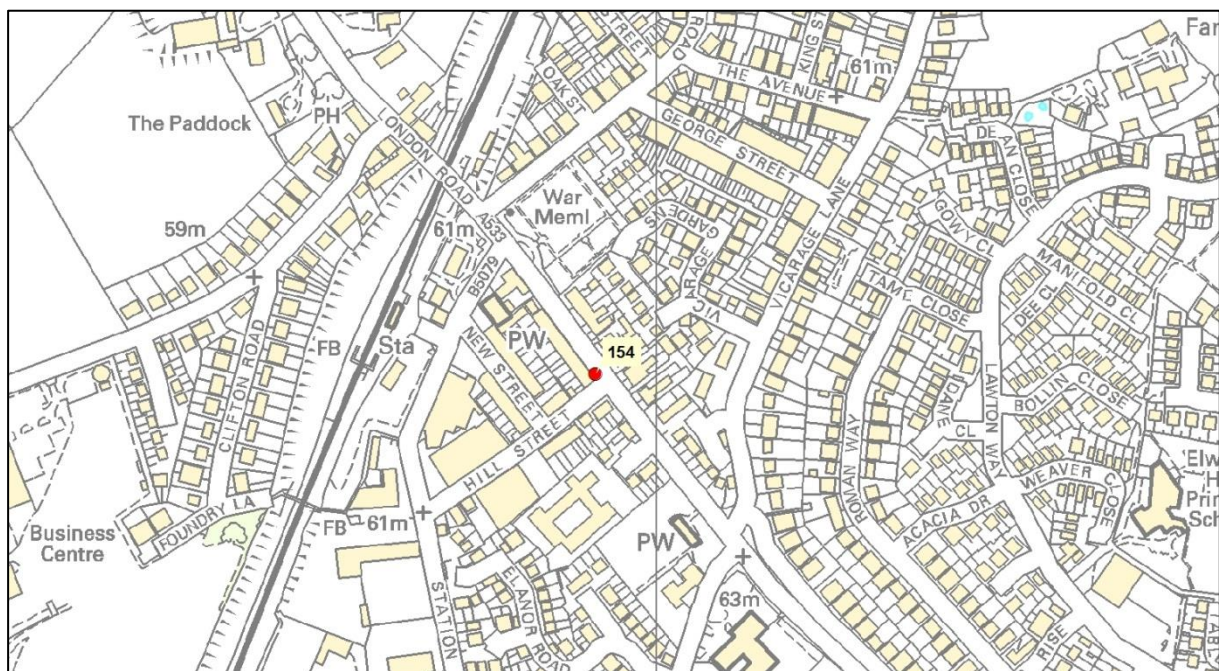 STREET
ROAD
KING ST
Far
61m
OAK ST
THE AVENUE
PH
The Paddock
LONDON ROAD
GEORGE STREET
DEAN CLOSE
War
Meml
VICARAGE LANE
GOWY CL
59m
61m
A533
VICARAGE GARDENS
MANIFOLD CL
B5079
TAME CLOSE
DEE CL
PW
154
FB
Sta
CLIFTON ROAD
NEW STREET
LAWTON WAY
BOLLIN CLOSE
DANE CL
HILL STREET
ROMAN WAY
WEAVER CLOSE
Elw
H
Prim
Sch
FOUNDRY LA
FB
61m
ACACIA DR
Business
Centre
PW
STATION
ELANOR ROAD
63m
RISE
TAB